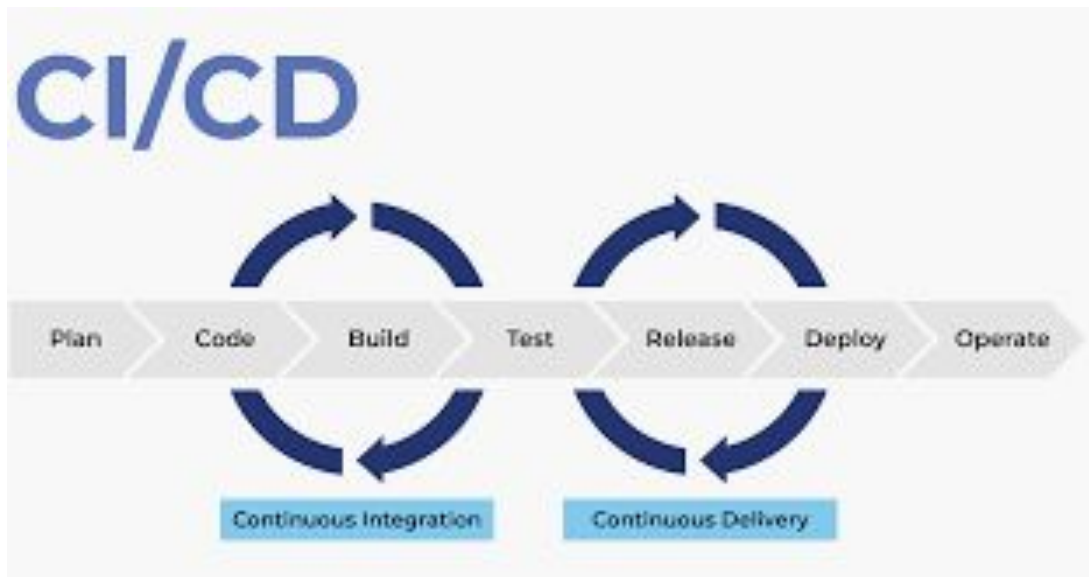 CI/CD
Plan Code Build Test Release Deploy Operate
Continuous Integration Continuous Delivery